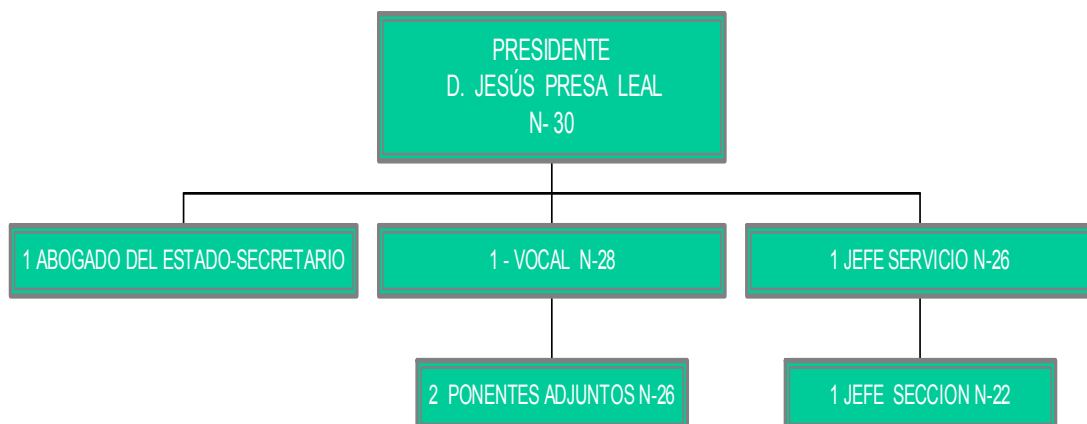 PRESIDENTE
D. JESÚS PRESA LEAL
N- 30
1 ABOGADO DEL ESTADO-SECRETARIO
1 - VOCAL N-28
1 JEFE SERVICIO N-26
2 PONENTES ADJUNTOS N-26
1 JEFE SECCION N-22